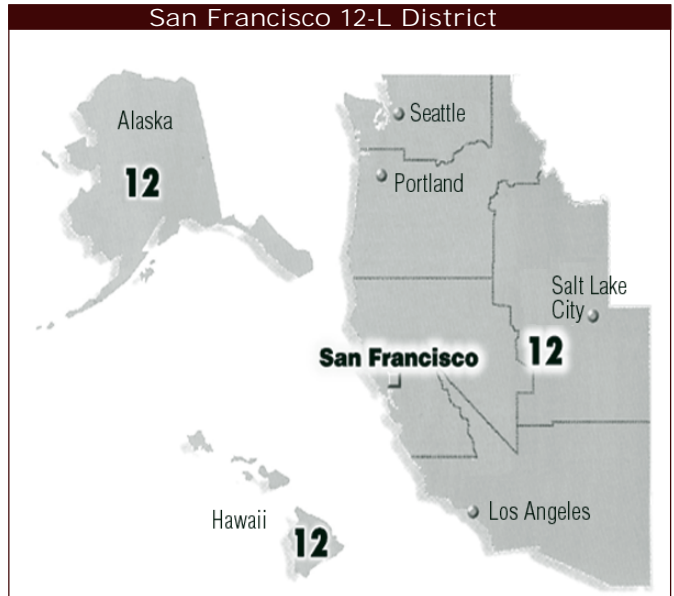 San Francisco 12-L District
Alaska
12
Seattle
Portland
Salt Lake
City
San Francisco
12
Hawaii
12
Los Angeles